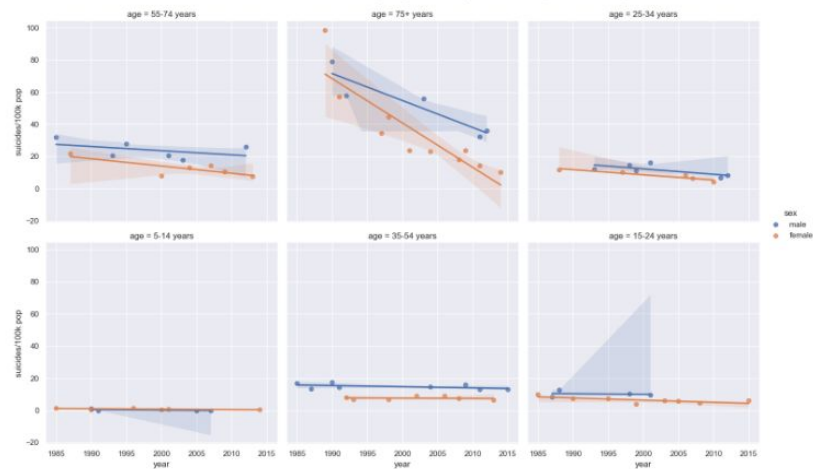 age = 55-74 years
age = 75+ years
age = 25-34 years
100
80
60
40
20
0
−20
suicides/100k pop
sex
male
female
age = 5-14 years
age = 35-54 years
age = 15-24 years
100
80
60
40
20
0
−20
suicides/100k pop
1985 1990 1995 2000 2005 2010 2015
1985 1990 1995 2000 2005 2010 2015
1985 1990 1995 2000 2005 2010 2015
year
year
year